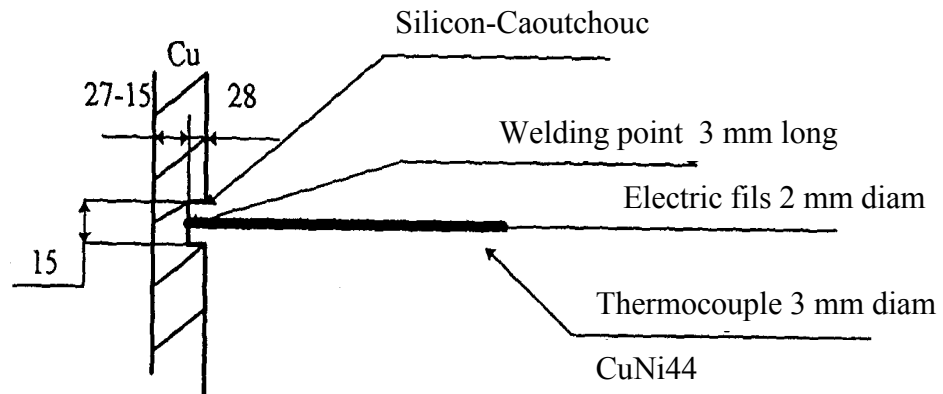 Silicon-Caoutchouc
Cu
27-15
28
Welding point 3 mm long
Electric fils 2 mm diam
15
Thermocouple 3 mm diam
CuNi44